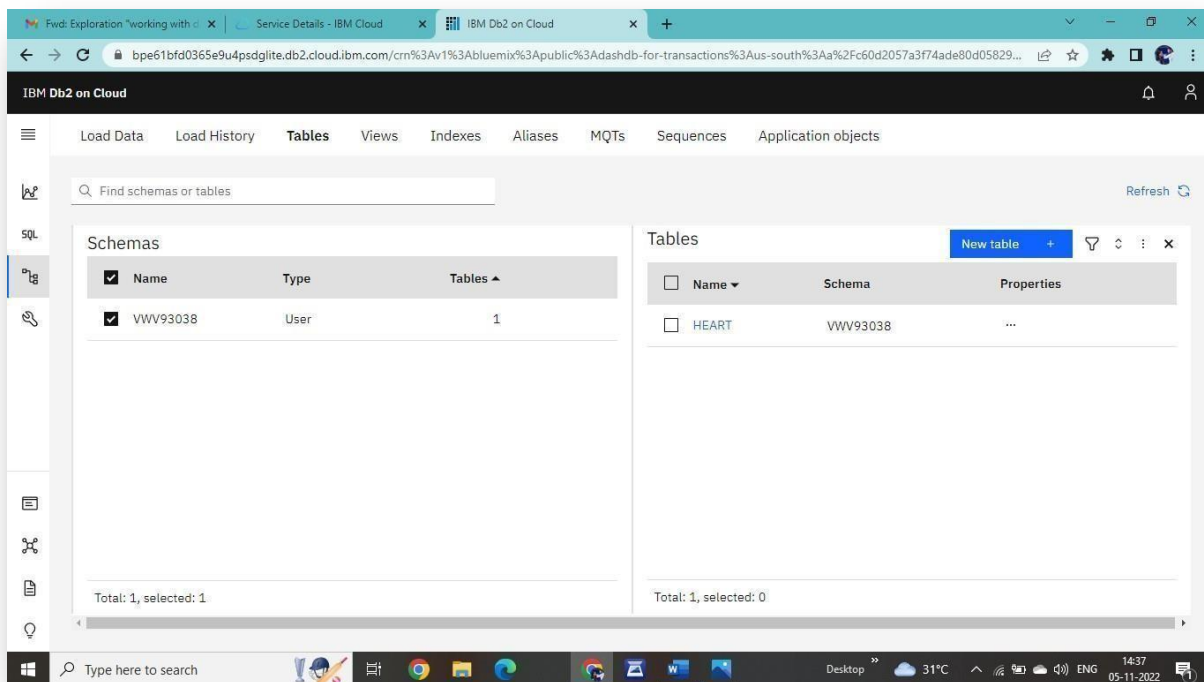 Fwd: Exploration "working with d
Service Details - IBM Cloud
IBM Db2 on Cloud
bpe61bfd0365e9u4psdglite.db2.cloud.ibm.com/crn%3Av1%3Abluemix%3Apublic%3Adashdb-for-transactions%3Aus-south%3Aa%2Fc60d2057a3f74ade80d05829...
IBM Db2 on Cloud
Load Data Load History Tables Views Indexes Aliases MQTs Sequences Application objects
Find schemas or tables
Refresh
SQL
Schemas
Name Type Tables
VWV93038 User 1
Total: 1, selected: 1
Tables
New table +
Name Schema Properties
HEART VWV93038 ...
Total: 1, selected: 0
Type here to search
Desktop
31°C
ENG
14:37
05-11-2022